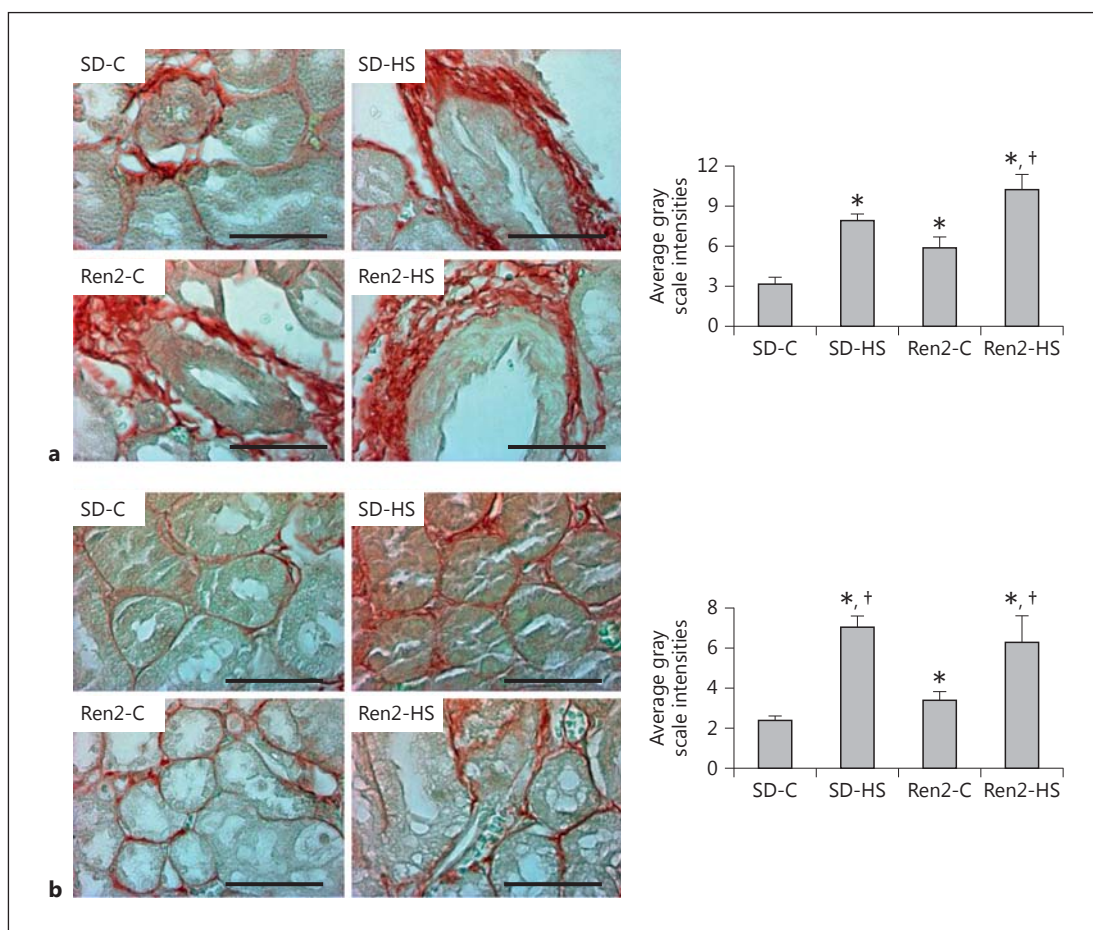 SD-C
SD-HS
Ren2-C
Ren2-HS
a
Average gray
scale intensities
12
9
6
3
0
*
*
*, †
SD-C
SD-HS
Ren2-C
Ren2-HS
SD-C
SD-HS
Ren2-C
Ren2-HS
b
Average gray
scale intensities
8
6
4
2
0
*, †
*
*, †
SD-C
SD-HS
Ren2-C
Ren2-HS